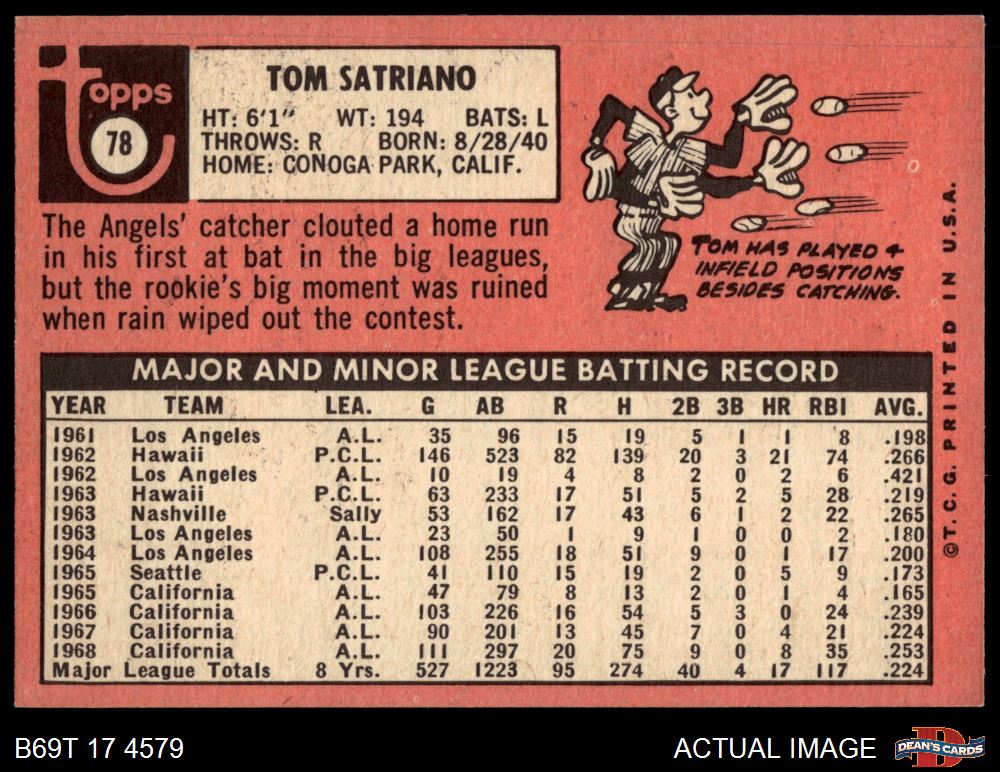 Topps
78
TOM SATRIANO
HT: 6'1" WT: 194 BATS: L
THROWS: R BORN: 8/28/40
HOME: CONOGA PARK, CALIF.
The Angels' catcher clouted a home run
in his first at bat in the big leagues,
but the rookie's big moment was ruined
when rain wiped out the contest.
TOM HAS PLAYED 4
INFIELD POSITIONS
BESIDES CATCHING.
MAJOR AND MINOR LEAGUE BATTING RECORD
YEAR TEAM LEA. G AB R H 2B 3B HR RBI AVG.
1961 Los Angeles A.L. 35 96 15 19 5 1 1 8 .198
1962 Hawaii P.C.L. 146 523 82 139 20 3 21 74 .266
1962 Los Angeles A.L. 10 19 4 8 2 0 2 6 .421
1963 Hawaii P.C.L. 63 233 17 51 5 2 5 28 .219
1963 Nashville Sally 53 162 17 43 6 1 2 22 .265
1963 Los Angeles A.L. 23 50 1 9 1 0 0 2 .180
1964 Los Angeles A.L. 108 255 18 51 9 0 1 17 .200
1965 Seattle P.C.L. 41 110 15 19 2 0 5 9 .173
1965 California A.L. 47 79 8 13 2 0 1 4 .165
1966 California A.L. 103 226 16 54 5 3 0 24 .239
1967 California A.L. 90 201 13 45 7 0 4 21 .224
1968 California A.L. 111 297 20 75 9 0 8 35 .253
Major League Totals 8 Yrs. 527 1223 95 274 40 4 17 117 .224
©T.C.G. PRINTED IN U.S.A.
B69T 17 4579
ACTUAL IMAGE
DEAN'S CARDS